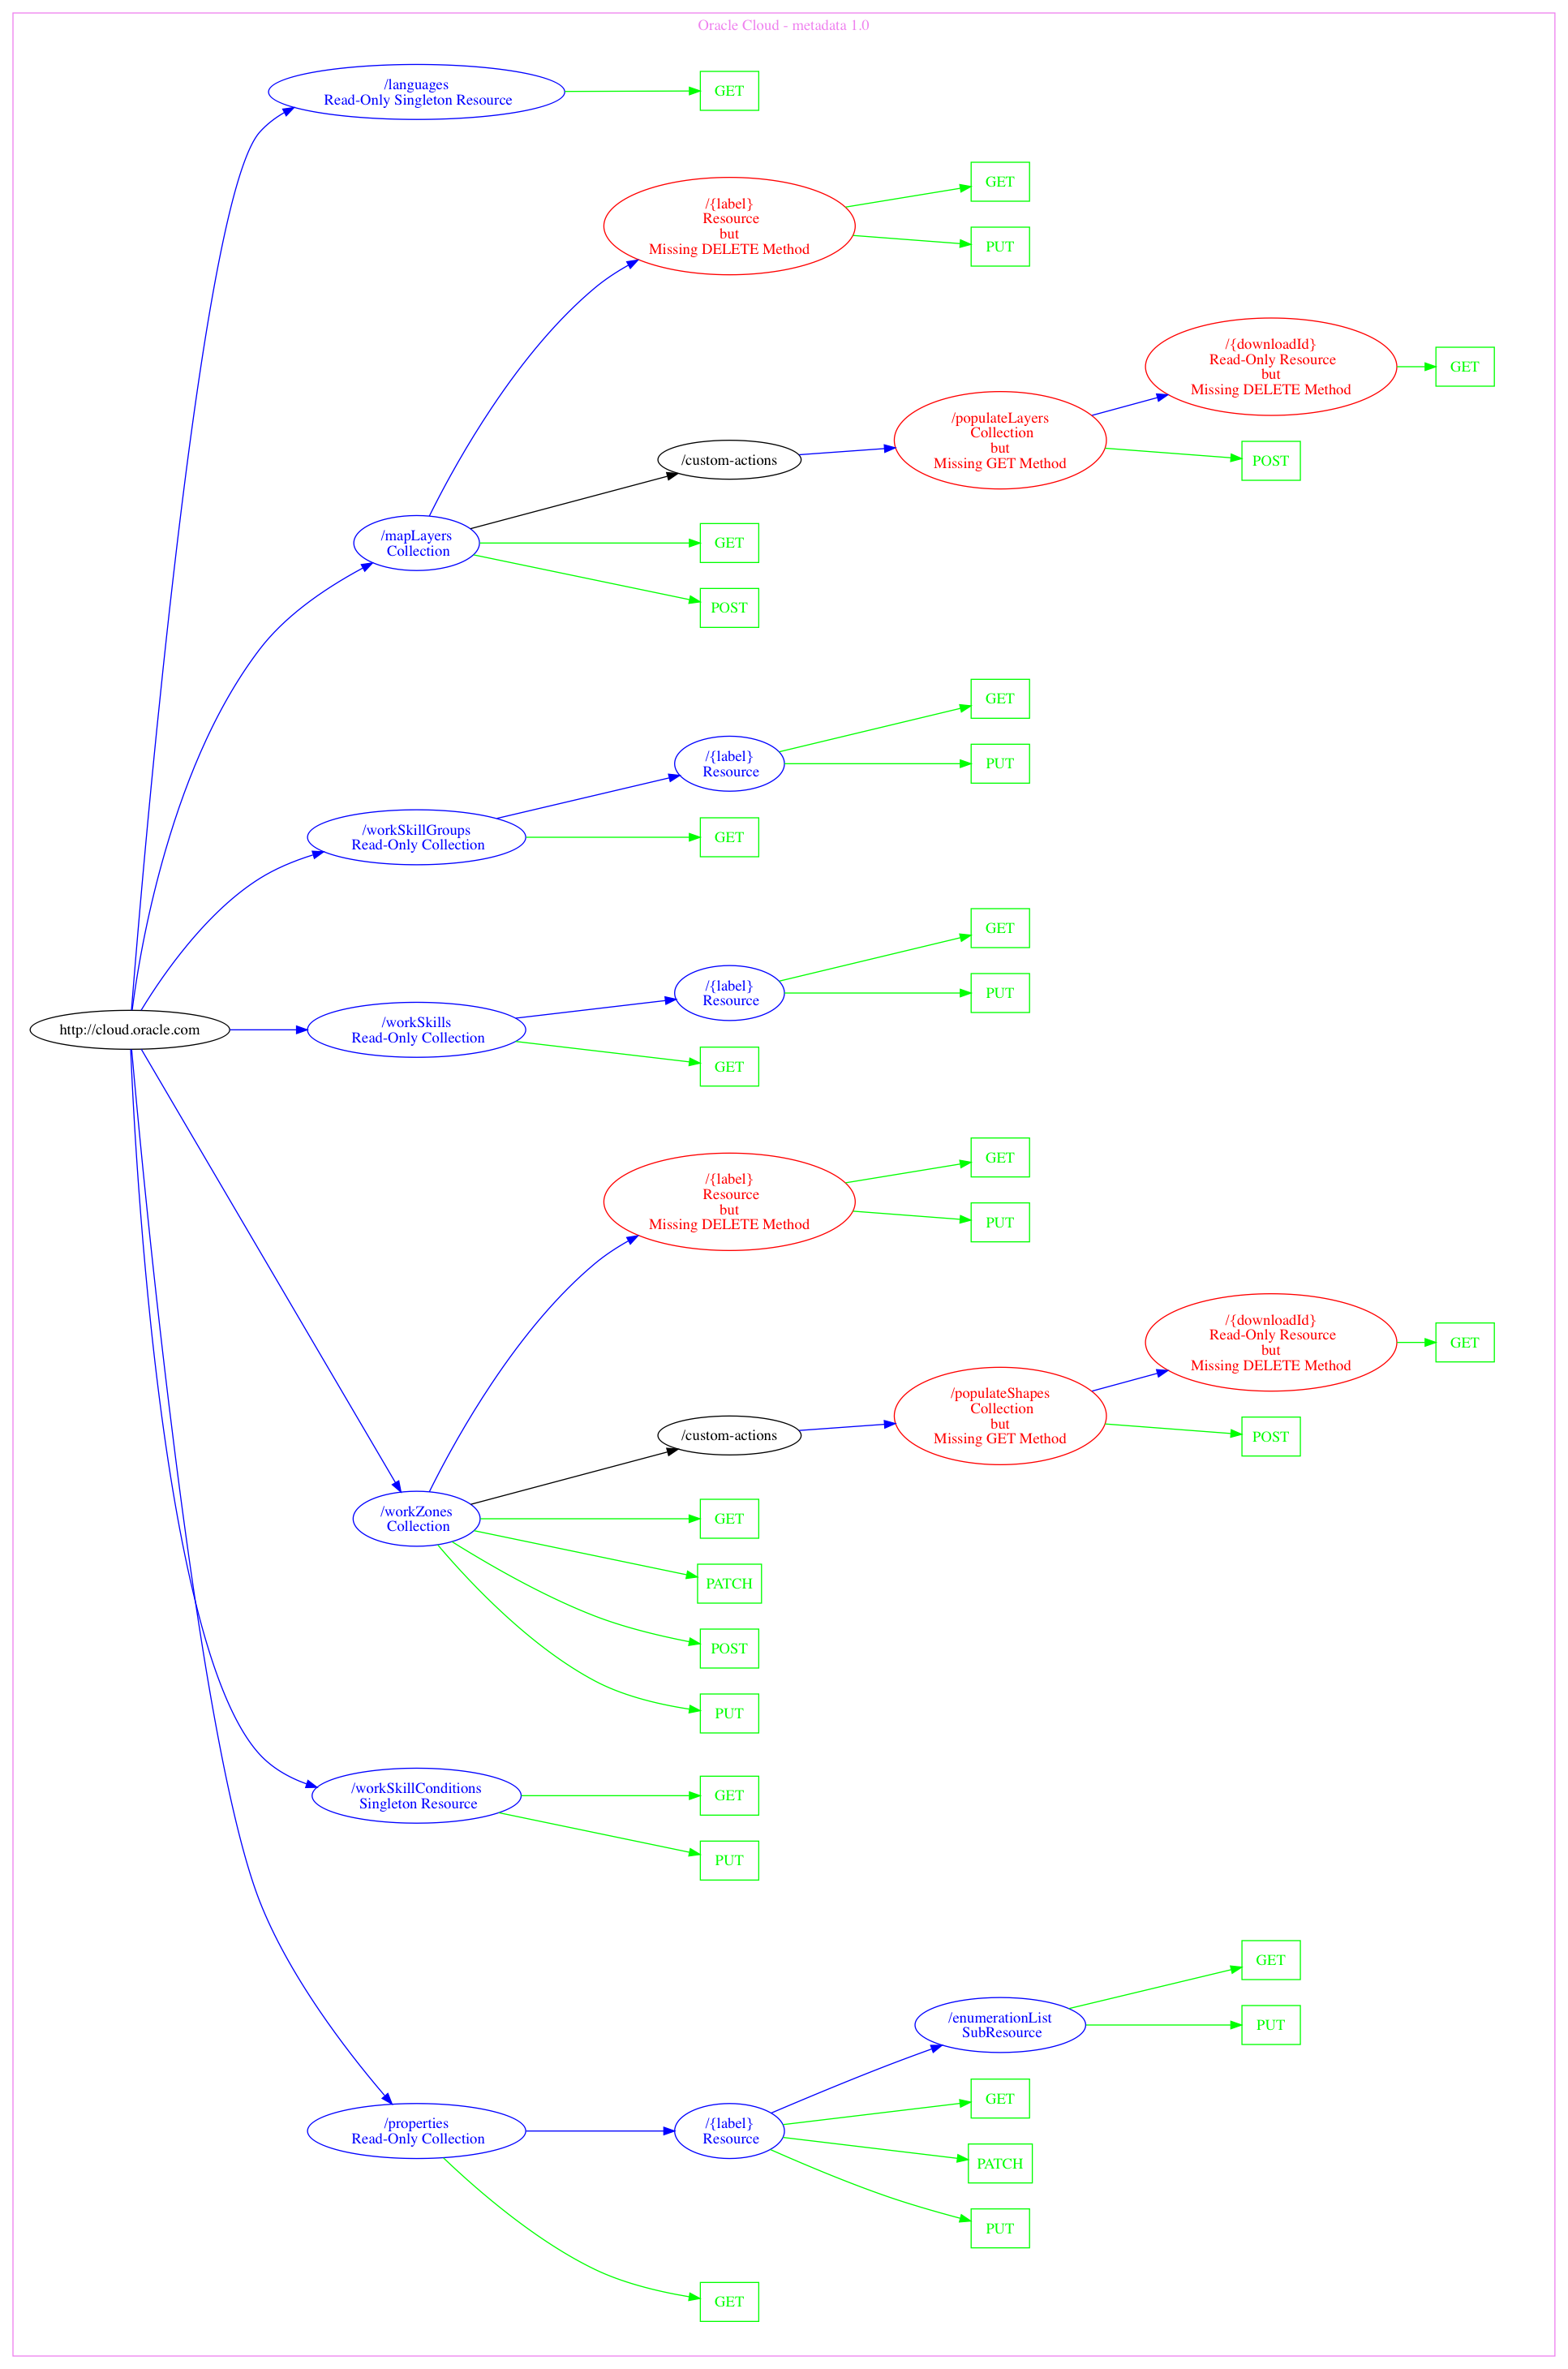 Oracle Cloud - metadata 1.0
/languages
Read-Only Singleton Resource
GET
/{label}
Resource
but
Missing DELETE Method
GET
PUT
/{downloadId}
Read-Only Resource
but
Missing DELETE Method
GET
/populateLayers
Collection
but
Missing GET Method
POST
/custom-actions
/mapLayers
Collection
GET
POST
/{label}
Resource
GET
PUT
/workSkillGroups
Read-Only Collection
GET
/{label}
Resource
GET
PUT
http://cloud.oracle.com
/workSkills
Read-Only Collection
GET
/{label}
Resource
but
Missing DELETE Method
GET
PUT
/{downloadId}
Read-Only Resource
but
Missing DELETE Method
GET
/populateShapes
Collection
but
Missing GET Method
POST
/custom-actions
/workZones
Collection
GET
PATCH
POST
PUT
/workSkillConditions
Singleton Resource
GET
PUT
/enumerationList
SubResource
GET
PUT
/properties
Read-Only Collection
/{label}
Resource
GET
PATCH
PUT
GET